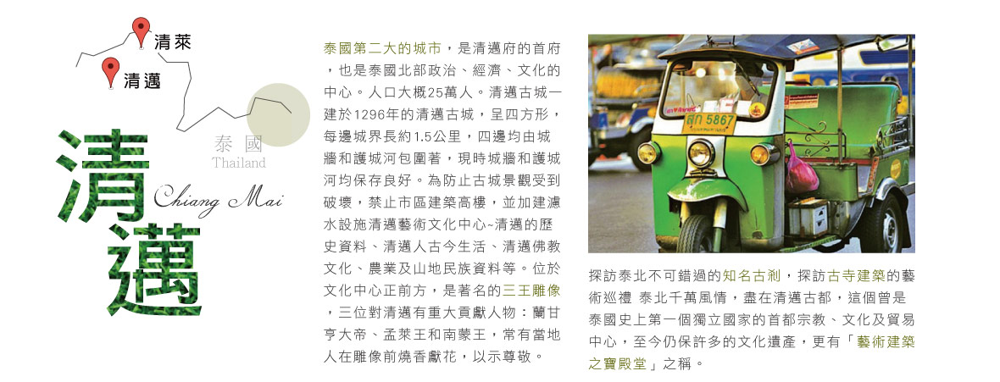 清萊
清邁
泰國
Thailand
清邁
Chiang Mai
泰國第二大的城市，是清邁府的首府
，也是泰國北部政治、經濟、文化的
中心。人口大概25萬人。清邁古城一
建於1296年的清邁古城，呈四方形，
每邊城界長約1.5公里，四邊均由城
牆和護城河包圍著，現時城牆和護城
河均保存良好。為防止古城景觀受到
破壞，禁止市區建築高樓，並加建濾
水設施清邁藝術文化中心~清邁的歷
史資料、清邁人古今生活、清邁佛教
文化、農業及山地民族資料等。位於
文化中心正前方，是著名的三王雕像
，三位對清邁有重大貢獻人物：蘭甘
亨大帝、孟萊王和南蒙王，常有當地
人在雕像前燒香獻花，以示尊敬。
สุก 5867
探訪泰北不可錯過的知名古剎，探訪古寺建築的藝
術巡禮 泰北千萬風情，盡在清邁古都，這個曾是
泰國史上第一個獨立國家的首都宗教、文化及貿易
中心，至今仍保許多的文化遺產，更有「藝術建築
之寶殿堂」之稱。